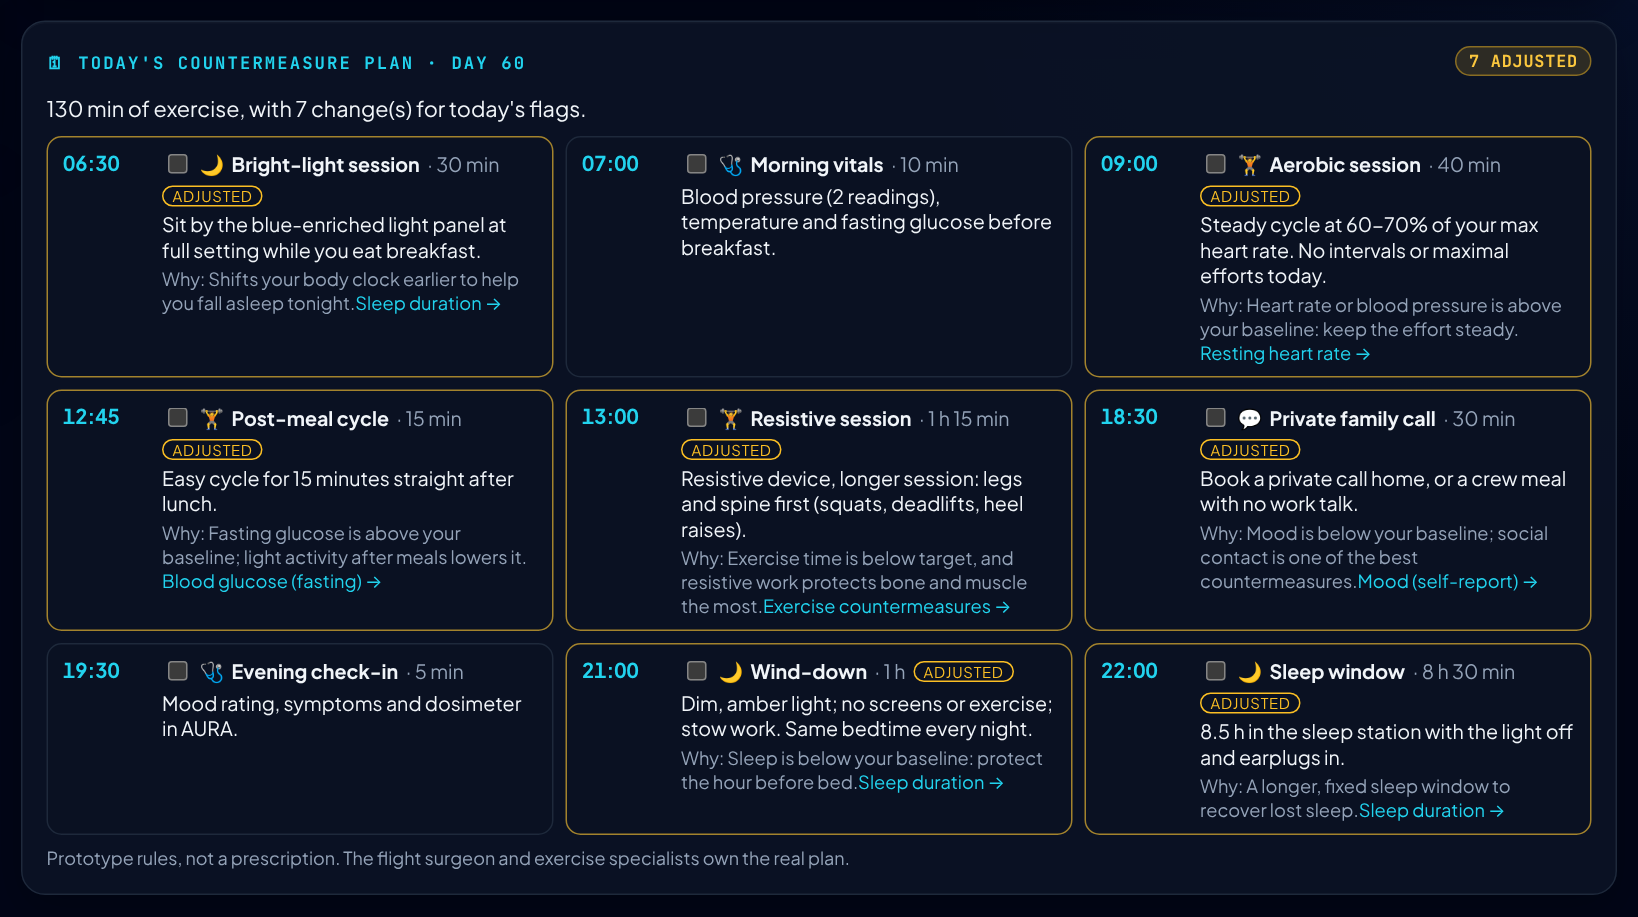 TODAY'S COUNTERMEASURE PLAN · DAY 60
7 ADJUSTED
130 min of exercise, with 7 change(s) for today's flags.
06:30
Bright-light session · 30 min
ADJUSTED
Sit by the blue-enriched light panel at
full setting while you eat breakfast.
Why: Shifts your body clock earlier to help
you fall asleep tonight.Sleep duration →
07:00
Morning vitals · 10 min
Blood pressure (2 readings),
temperature and fasting glucose before
breakfast.
09:00
Aerobic session · 40 min
ADJUSTED
Steady cycle at 60–70% of your max
heart rate. No intervals or maximal
efforts today.
Why: Heart rate or blood pressure is above
your baseline: keep the effort steady.
Resting heart rate →
12:45
Post-meal cycle · 15 min
ADJUSTED
Easy cycle for 15 minutes straight after
lunch.
Why: Fasting glucose is above your
baseline; light activity after meals lowers it.
Blood glucose (fasting) →
13:00
Resistive session · 1 h 15 min
ADJUSTED
Resistive device, longer session: legs
and spine first (squats, deadlifts, heel
raises).
Why: Exercise time is below target, and
resistive work protects bone and muscle
the most.Exercise countermeasures →
18:30
Private family call · 30 min
ADJUSTED
Book a private call home, or a crew meal
with no work talk.
Why: Mood is below your baseline; social
contact is one of the best
countermeasures.Mood (self-report) →
19:30
Evening check-in · 5 min
Mood rating, symptoms and dosimeter
in AURA.
21:00
Wind-down · 1 h ADJUSTED
Dim, amber light; no screens or exercise;
stow work. Same bedtime every night.
Why: Sleep is below your baseline: protect
the hour before bed.Sleep duration →
22:00
Sleep window · 8 h 30 min
ADJUSTED
8.5 h in the sleep station with the light off
and earplugs in.
Why: A longer, fixed sleep window to
recover lost sleep.Sleep duration →
Prototype rules, not a prescription. The flight surgeon and exercise specialists own the real plan.